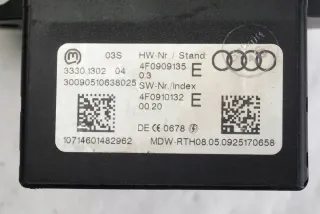 03S
HW-Nr / Stand:
3330.1302 04
4F0909135 E
30090510638025
0.3
SW-Nr./Index
4F0910132 E
00.20
DE CE 0678
10714601482962
MDW-RTH08.05.0925170658